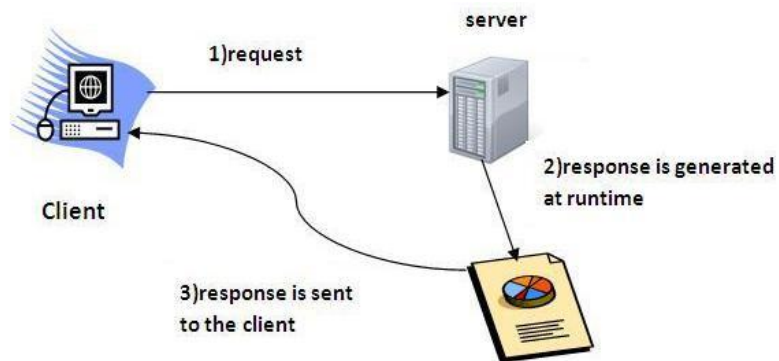 server
1)request
2)response is generated
at runtime
Client
3)response is sent
to the client